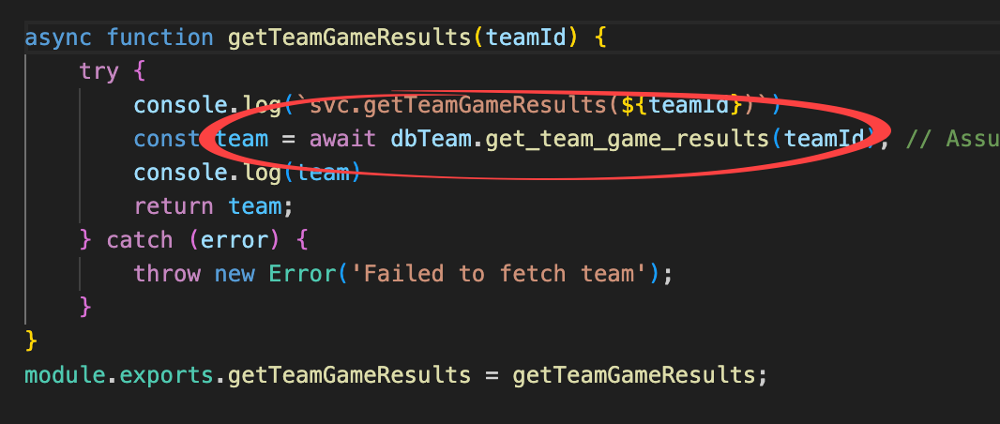 async function getTeamGameResults(teamId) {
try {
console.log(`svc.getTeamGameResults(${teamId})`)
const team = await dbTeam.get_team_game_results(teamId); // Assu
console.log(team)
return team;
} catch (error) {
throw new Error('Failed to fetch team');
}
}
module.exports.getTeamGameResults = getTeamGameResults;